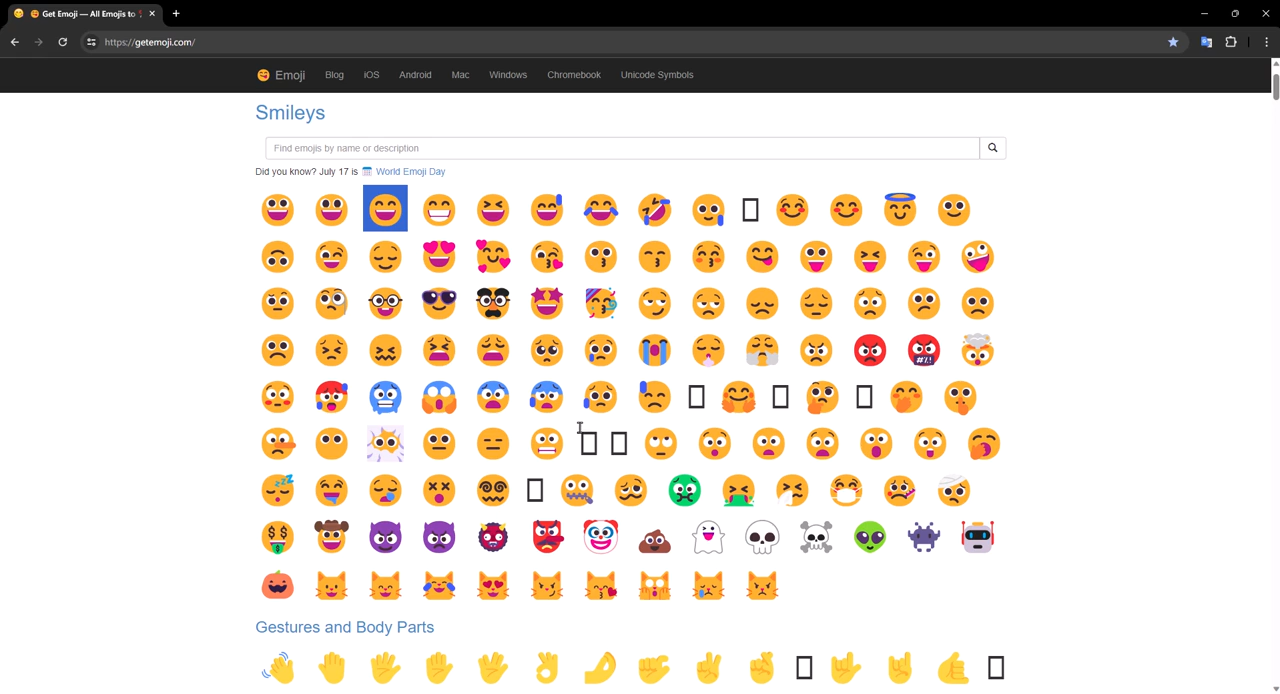 Get Emoji — All Emojis to
https://getemoji.com/
Emoji Blog iOS Android Mac Windows Chromebook Unicode Symbols
Smileys
Find emojis by name or description
Did you know? July 17 is World Emoji Day
Gestures and Body Parts